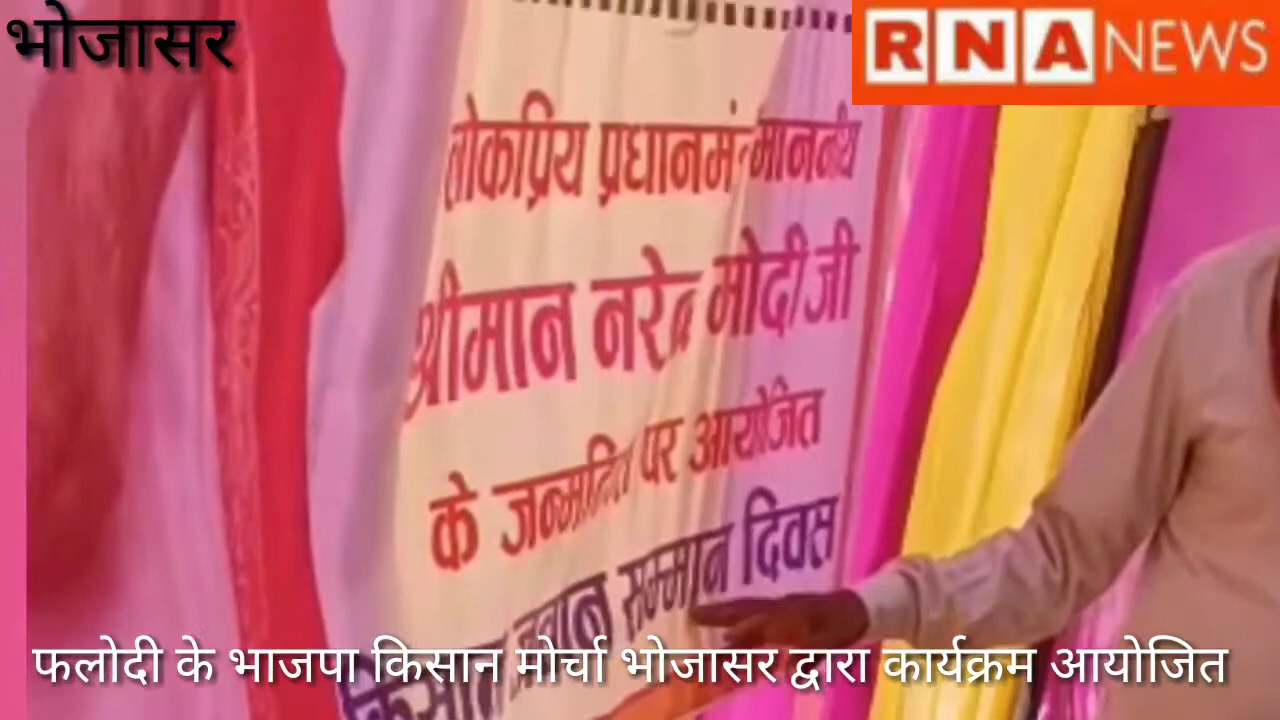 भोजासर
RNA NEWS
लोकप्रिय प्रधानमंत्री माननीय
श्रीमान नरेन्द्र मोदी जी
के जन्मदिन पर आयोजित
किसान जवान सम्मान दिवस
फलोदी के भाजपा किसान मोर्चा भोजासर द्वारा कार्यक्रम आयोजित